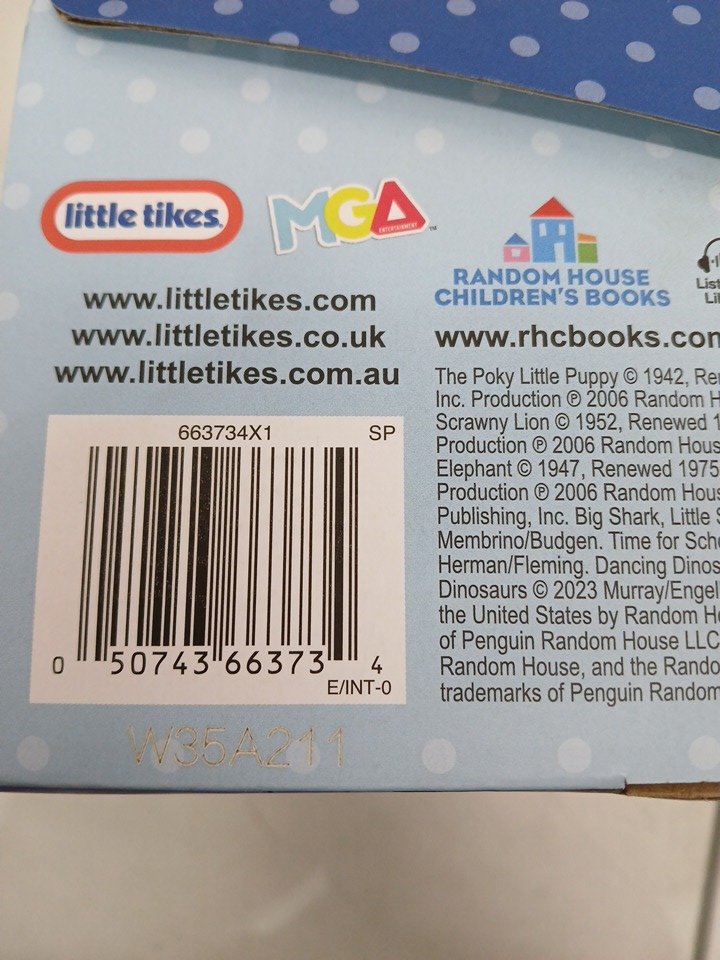 little tikes.
MGA
ENTERTAINMENT
TM
RANDOM HOUSE
CHILDREN'S BOOKS
www.littletikes.com
www.littletikes.co.uk
www.littletikes.com.au
663734X1
SP
0 50743 66373 4
E/INT-0
W35A211
www.rhcbooks.com
The Poky Little Puppy © 1942, Re
Inc. Production ℗ 2006 Random H
Scrawny Lion © 1952, Renewed 1
Production ℗ 2006 Random Hous
Elephant © 1947, Renewed 1975
Production ℗ 2006 Random Hous
Publishing, Inc. Big Shark, Little S
Membrino/Budgen. Time for Scho
Herman/Fleming. Dancing Dinos
Dinosaurs © 2023 Murray/Engel
the United States by Random Ho
of Penguin Random House LLC
Random House, and the Rando
trademarks of Penguin Random